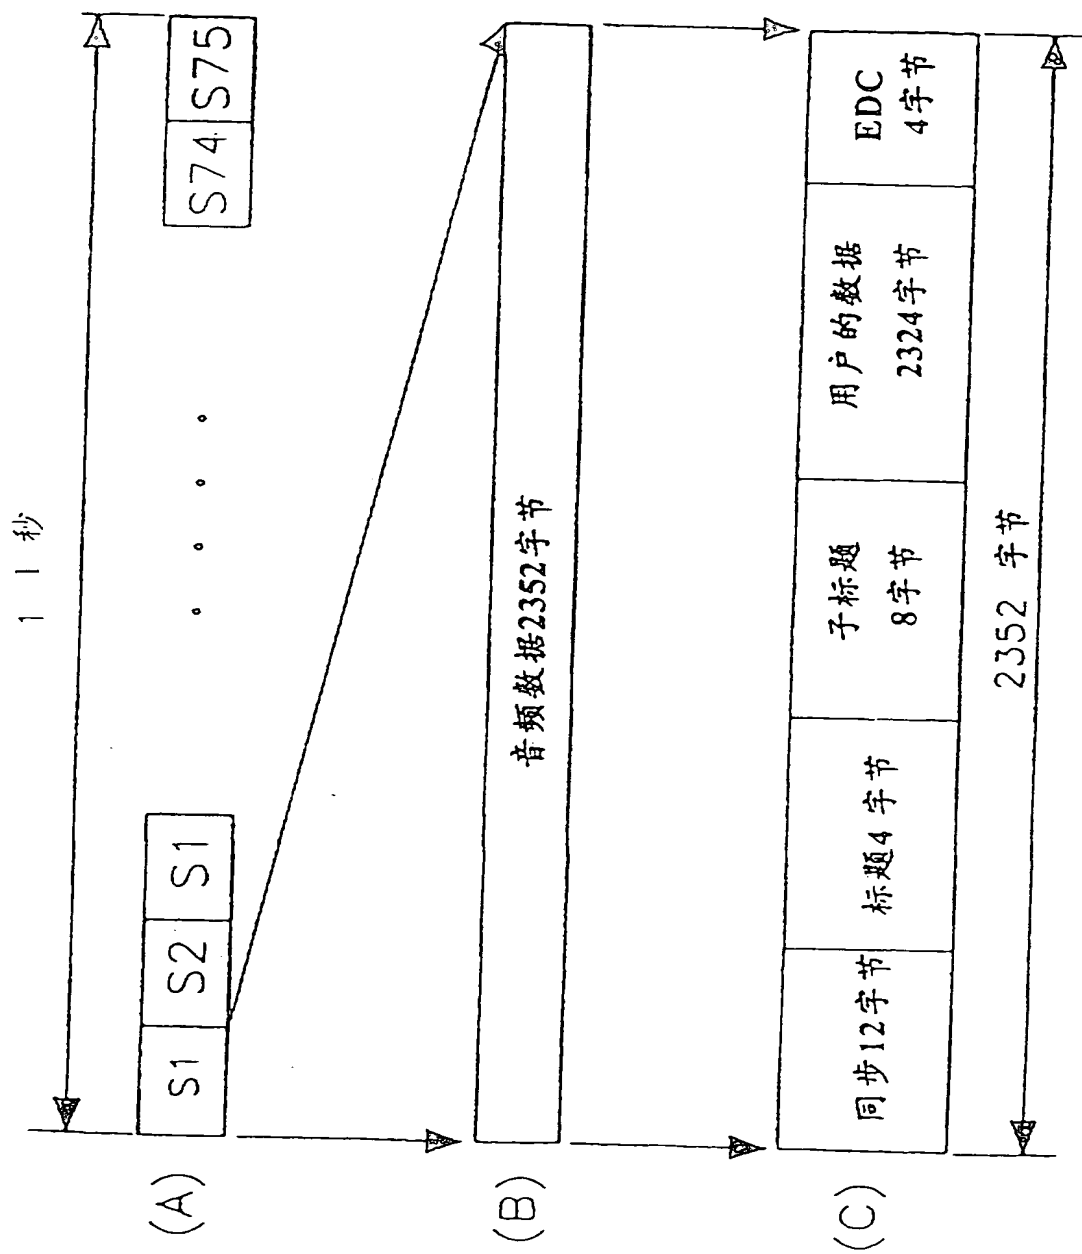 1 1秒
(A)
S1 S2 S1
S74 S75
(B)
音频数据2352字节
(C)
同步12字节
标题4 字节
子标题
8字节
用户的数据
2324字节
EDC
4字节
2352 字节